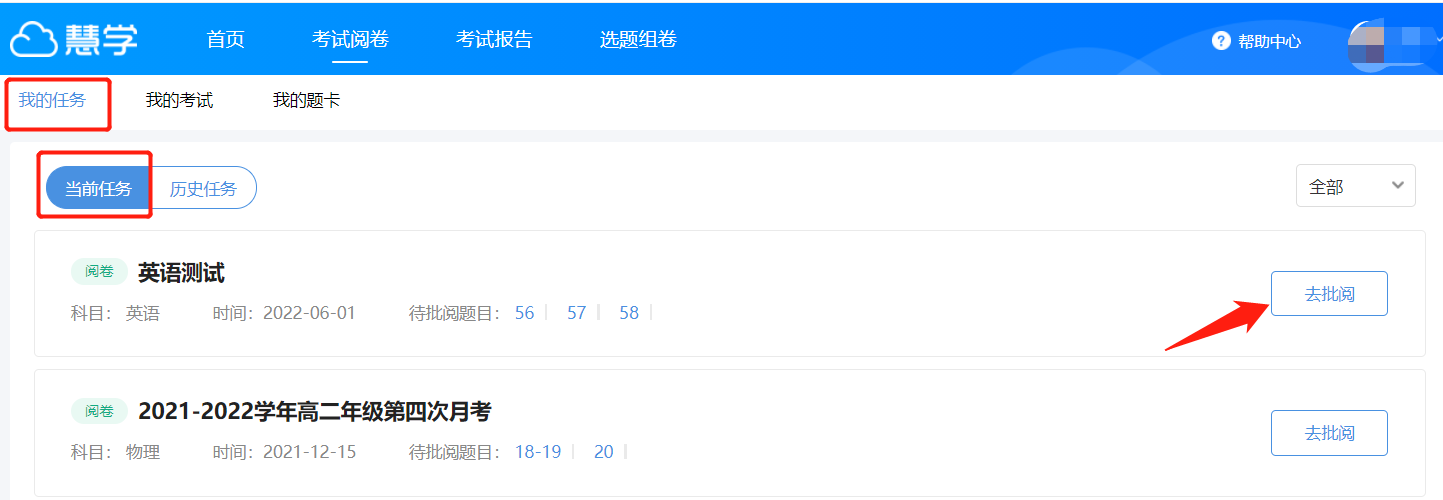 慧学 首页 考试阅卷 考试报告 选题组卷 ? 帮助中心
我的任务 我的考试 我的题卡
当前任务 历史任务 全部
阅卷 英语测试
去批阅
科目: 英语 时间: 2022-06-01 待批阅题目: 56 57 58
阅卷 2021-2022学年高二年级第四次月考
去批阅
科目: 物理 时间: 2021-12-15 待批阅题目: 18-19 20